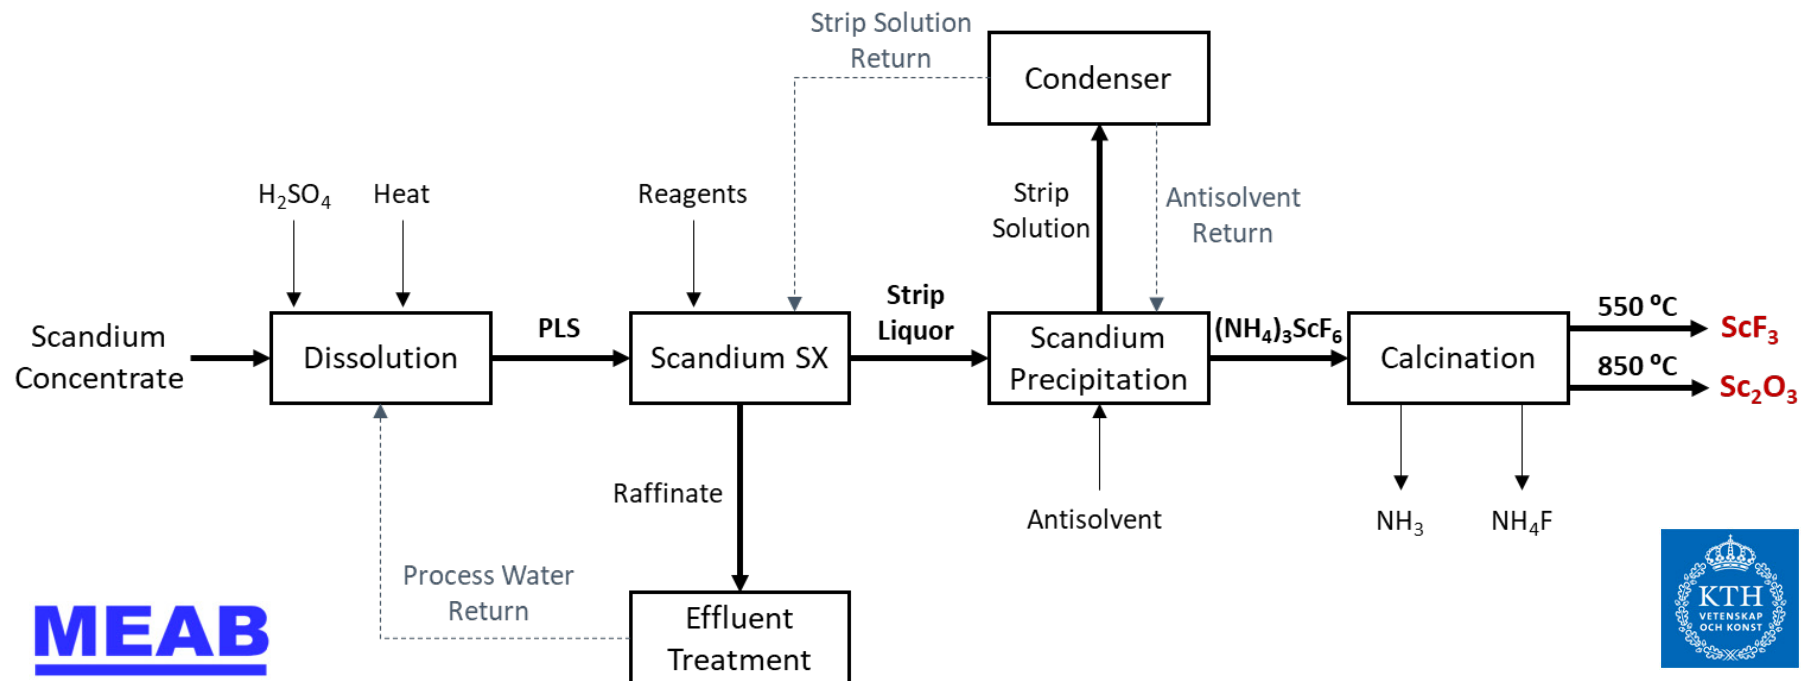 Strip Solution
Return
Condenser
H₂SO₄
Heat
Reagents
Strip
Solution
Antisolvent
Return
Scandium
Concentrate
Dissolution
PLS
Scandium SX
Strip
Liquor
Scandium
Precipitation
(NH₄)₃ScF₆
Calcination
550 ⁰C
ScF₃
850 ⁰C
Sc₂O₃
Raffinate
Antisolvent
NH₃
NH₄F
Process Water
Return
Effluent
Treatment
MEAB
KTH
VETENSKAP
OCH KONST